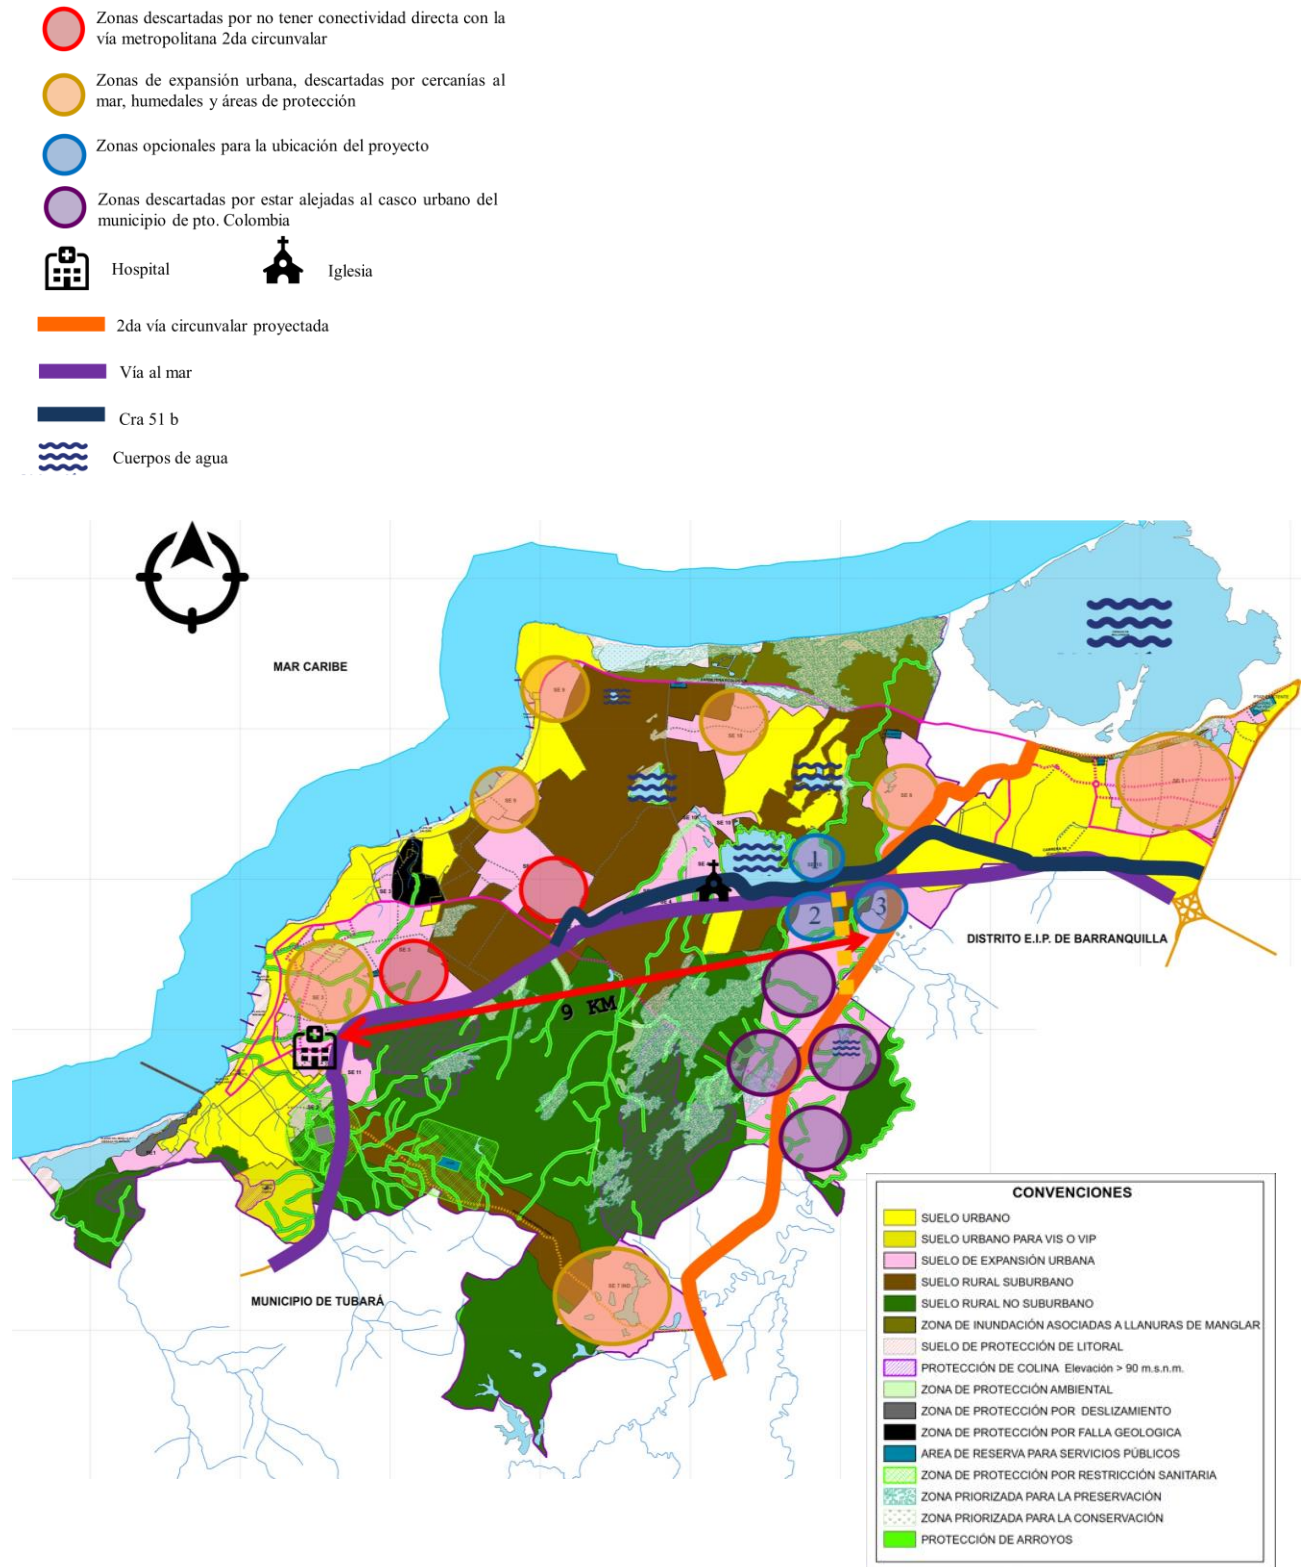 Zonas descartadas por no tener conectividad directa con la
vía metropolitana 2da circunvalar
Zonas de expansión urbana, descartadas por cercanías al
mar, humedales y áreas de protección
Zonas opcionales para la ubicación del proyecto
Zonas descartadas por estar alejadas al casco urbano del
municipio de pto. Colombia
Hospital
Iglesia
2da vía circunvalar proyectada
Vía al mar
Cra 51 b
Cuerpos de agua
MAR CARIBE
SE 10
1
2
3
DISTRITO E.I.P. DE BARRANQUILLA
9 KM
SE 11
SE 7 IND
MUNICIPIO DE TUBARÁ
CONVENCIONES
SUELO URBANO
SUELO URBANO PARA VIS O VIP
SUELO DE EXPANSIÓN URBANA
SUELO RURAL SUBURBANO
SUELO RURAL NO SUBURBANO
ZONA DE INUNDACIÓN ASOCIADAS A LLANURAS DE MANGLAR
SUELO DE PROTECCIÓN DE LITORAL
PROTECCIÓN DE COLINA Elevación > 90 m.s.n.m.
ZONA DE PROTECCIÓN AMBIENTAL
ZONA DE PROTECCIÓN POR DESLIZAMIENTO
ZONA DE PROTECCIÓN POR FALLA GEOLOGICA
AREA DE RESERVA PARA SERVICIOS PÚBLICOS
ZONA DE PROTECCIÓN POR RESTRICCIÓN SANITARIA
ZONA PRIORIZADA PARA LA PRESERVACIÓN
ZONA PRIORIZADA PARA LA CONSERVACIÓN
PROTECCIÓN DE ARROYOS